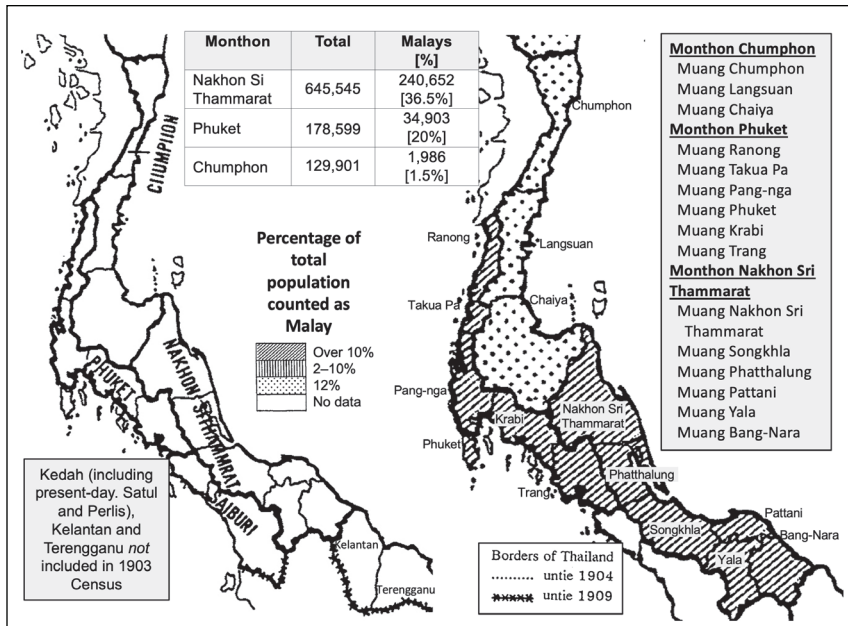 Monthon Total Malays
[%]
Nakhon Si
Thammarat 645,545 240,652
[36.5%]
Phuket 178,599 34,903
[20%]
Chumphon 129,901 1,986
[1.5%]
CIIUMPIION
PHUKET
NAKHON SITHAMMRAT
SAIBURI
Kelantan
Terengganu
Percentage of
total
population
counted as
Malay
Over 10%
2–10%
12%
No data
Kedah (including
present-day. Satul
and Perlis),
Kelantan and
Terengganu not
included in 1903
Census
Chumphon
Ranong
Langsuan
Takua Pa
Chaiya
Pang-nga
Krabi
Nakhon Sri
Thammarat
Phuket
Phatthalung
Trang
Pattani
Songkhla
Bang-Nara
Yala
Borders of Thailand
untie 1904
untie 1909
Monthon Chumphon
Muang Chumphon
Muang Langsuan
Muang Chaiya
Monthon Phuket
Muang Ranong
Muang Takua Pa
Muang Pang-nga
Muang Phuket
Muang Krabi
Muang Trang
Monthon Nakhon Sri
Thammarat
Muang Nakhon Sri
Thammarat
Muang Songkhla
Muang Phatthalung
Muang Pattani
Muang Yala
Muang Bang-Nara